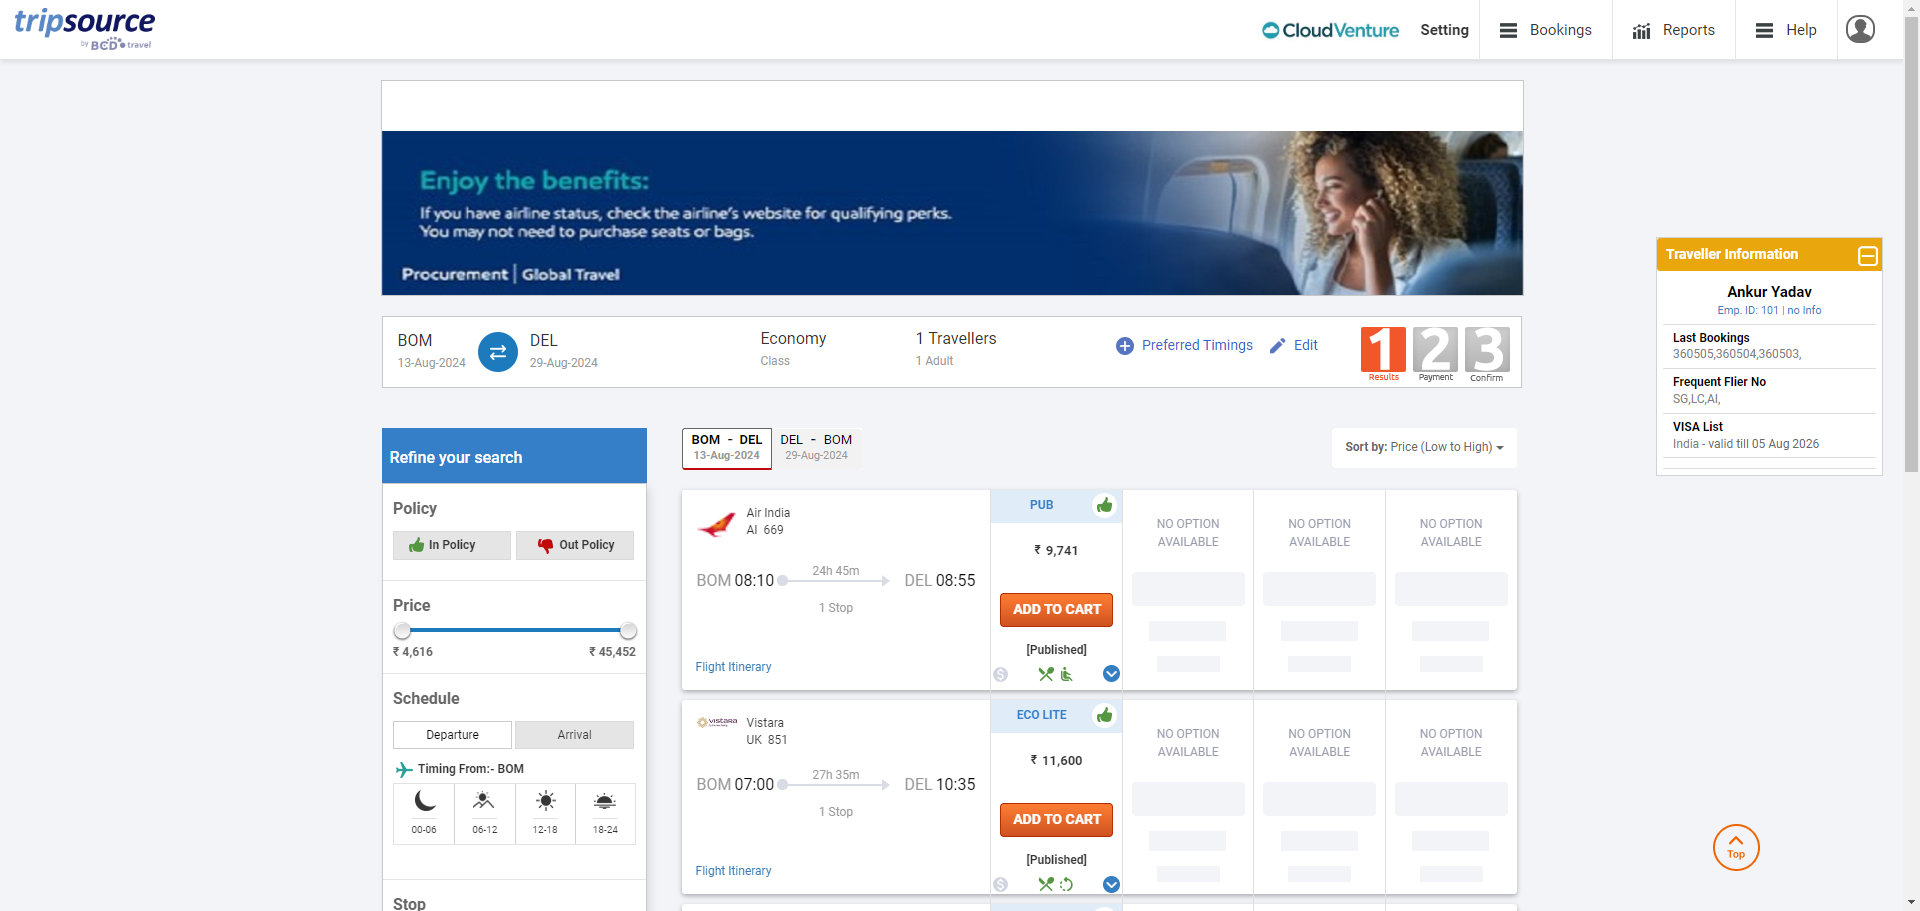 tripsource
by BCD travel
CloudVenture
Setting
Bookings
Reports
Help
Enjoy the benefits:
If you have airline status, check the airline's website for qualifying perks.
You may not need to purchase seats or bags.
Procurement | Global Travel
BOM
13-Aug-2024
DEL
29-Aug-2024
Economy
Class
1 Travellers
1 Adult
Preferred Timings
Edit
1
Results
2
Payment
3
Confirm
Traveller Information
Ankur Yadav
Emp. ID: 101 | no Info
Last Bookings
360505,360504,360503,
Frequent Flier No
SG,LC,AI,
VISA List
India - valid till 05 Aug 2026
Refine your search
Policy
In Policy
Out Policy
Price
₹ 4,616
₹ 45,452
Schedule
Departure
Arrival
Timing From:- BOM
00-06
06-12
12-18
18-24
Stop
BOM - DEL
13-Aug-2024
DEL - BOM
29-Aug-2024
Sort by: Price (Low to High)
Air India
AI 669
BOM 08:10
24h 45m
DEL 08:55
1 Stop
Flight Itinerary
PUB
₹ 9,741
ADD TO CART
[Published]
NO OPTION
AVAILABLE
NO OPTION
AVAILABLE
NO OPTION
AVAILABLE
VISTARA
Vistara
UK 851
BOM 07:00
27h 35m
DEL 10:35
1 Stop
Flight Itinerary
ECO LITE
₹ 11,600
ADD TO CART
[Published]
NO OPTION
AVAILABLE
NO OPTION
AVAILABLE
NO OPTION
AVAILABLE
Top